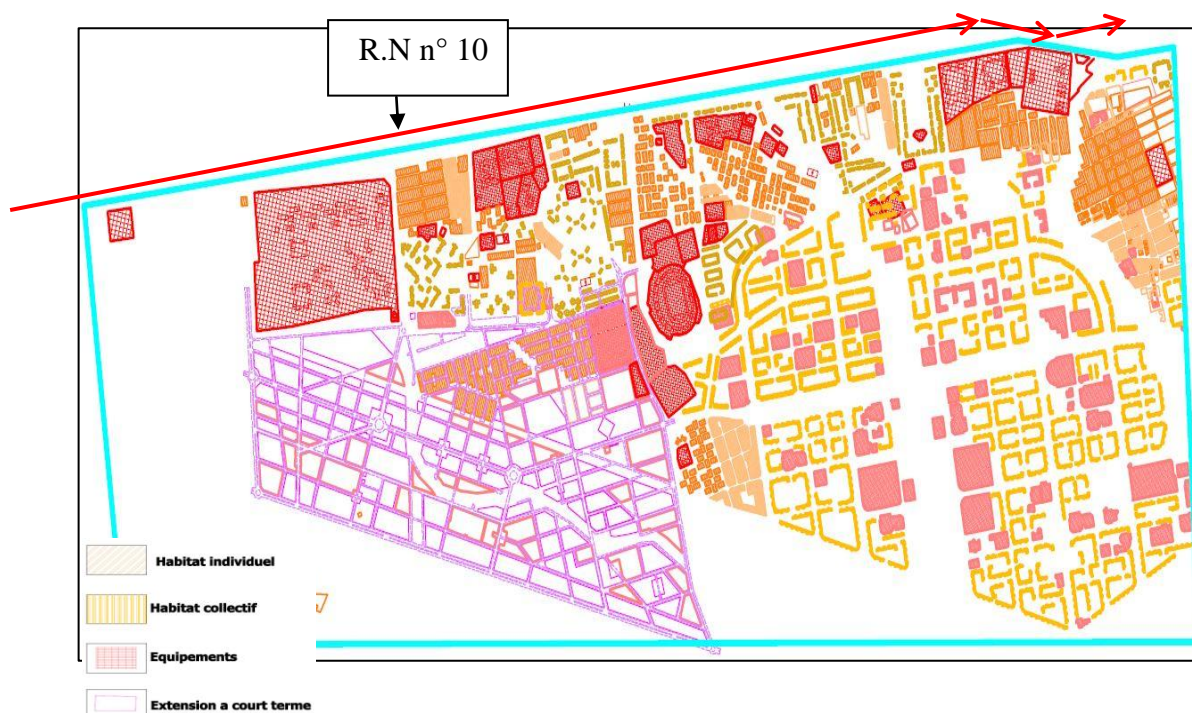 R.N n° 10
Habitat individuel
Habitat collectif
Equipements
Extension a court terme